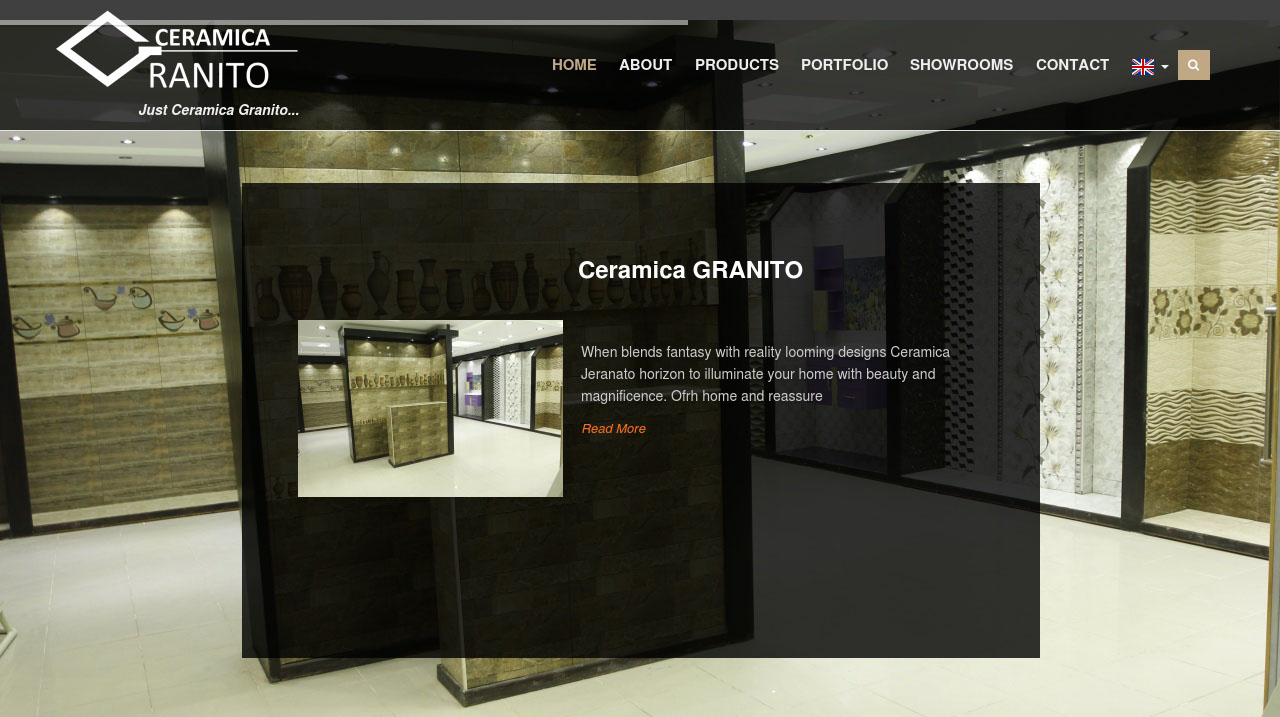 CERAMICA
RANITO
Just Ceramica Granito...
HOME ABOUT PRODUCTS PORTFOLIO SHOWROOMS CONTACT
Ceramica GRANITO
When blends fantasy with reality looming designs Ceramica
Jeranato horizon to illuminate your home with beauty and
magnificence. Ofrh home and reassure
Read More